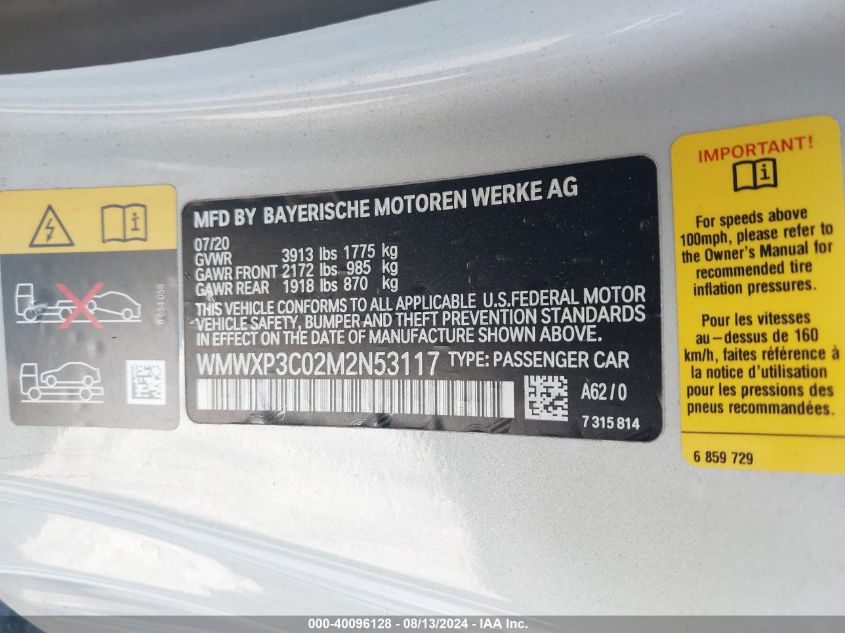 8 654 058
MFD BY BAYERISCHE MOTOREN WERKE AG
07/20
GVWR 3913 lbs 1775 kg
GAWR FRONT 2172 lbs 985 kg
GAWR REAR 1918 lbs 870 kg
THIS VEHICLE CONFORMS TO ALL APPLICABLE U.S.FEDERAL MOTOR
VEHICLE SAFETY, BUMPER AND THEFT PREVENTION STANDARDS
IN EFFECT ON THE DATE OF MANUFACTURE SHOWN ABOVE.
WMWXP3C02M2N53117 TYPE: PASSENGER CAR
A62/0
7 315 814
IMPORTANT!
For speeds above
100mph, please refer to
the Owner's Manual for
recommended tire
inflation pressures.
Pour les vitesses
au-dessus de 160
km/h, faites référence à
la notice d'utilisation
pour les pressions des
pneus recommandées.
6 859 729
000-40096128 - 08/13/2024 - IAA Inc.